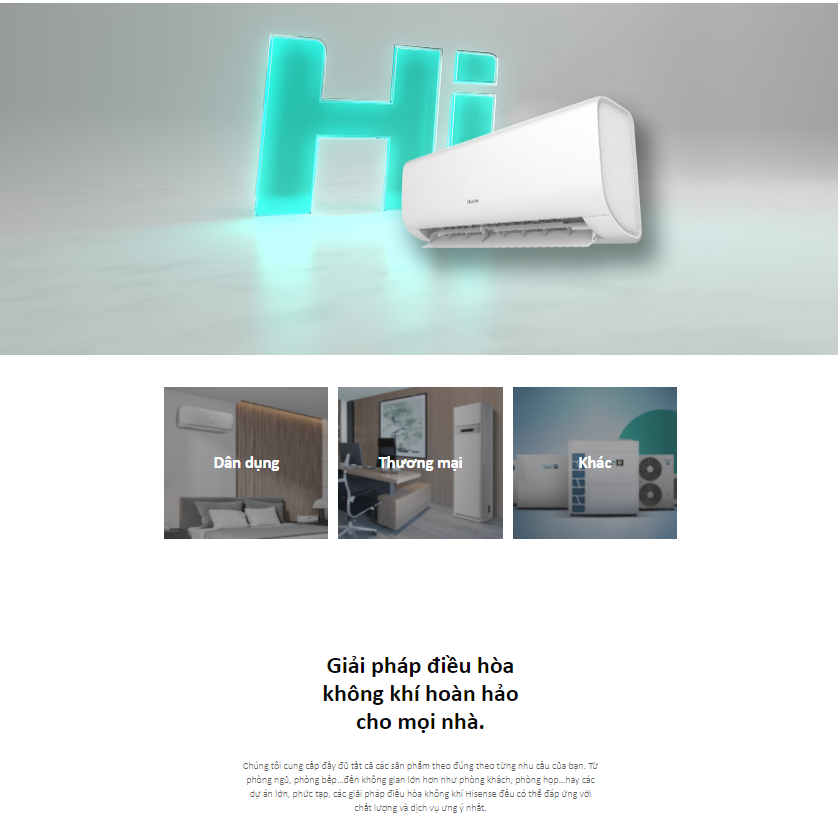 Hi
Dân dụng
Thương mại
Khác
Giải pháp điều hòa
không khí hoàn hảo
cho mọi nhà.
Chúng tôi cung cấp đầy đủ tất cả các sản phẩm theo đúng theo từng nhu cầu của bạn. Từ
phòng ngủ, phòng bếp...đến không gian lớn hơn như phòng khách, phòng họp...hay các
dự án lớn, phức tạp, các giải pháp điều hòa không khí Hisense đều có thể đáp ứng với
chất lượng và dịch vụ ưng ý nhất.